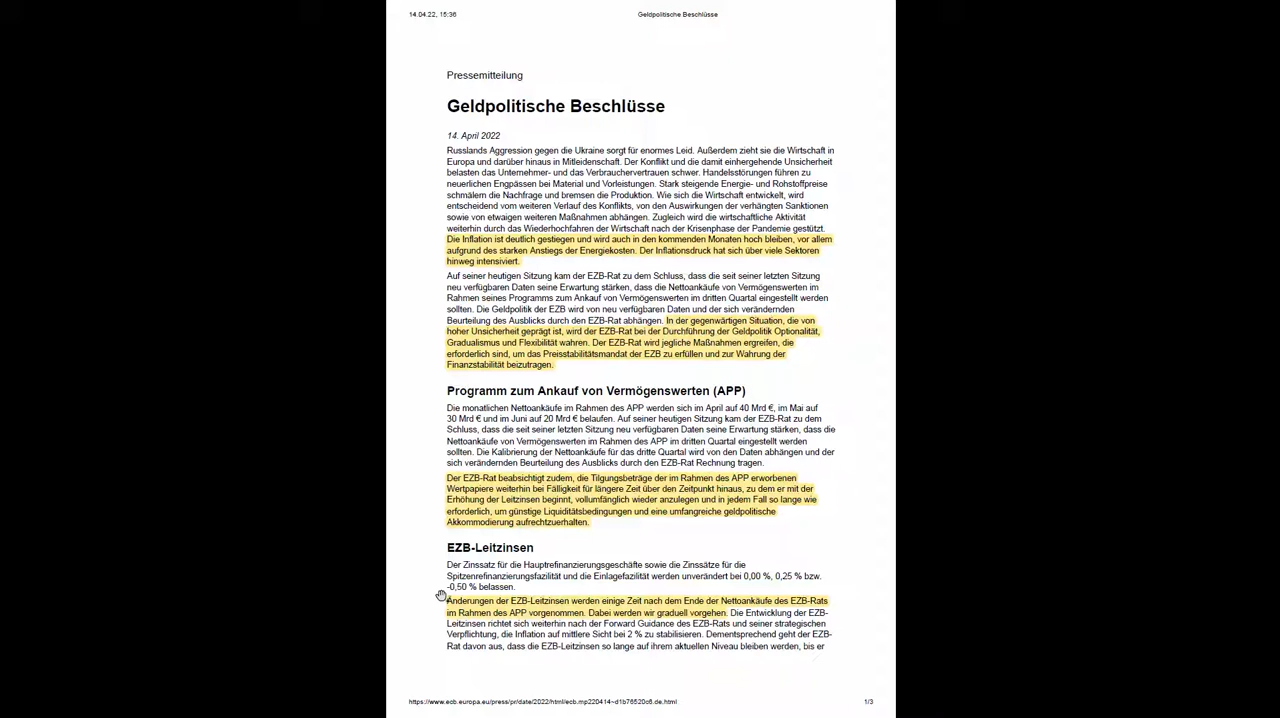 14.04.22, 15:36
Geldpolitische Beschlüsse
Pressemitteilung
Geldpolitische Beschlüsse
14. April 2022
Russlands Aggression gegen die Ukraine sorgt für enormes Leid. Außerdem zieht sie die Wirtschaft in
Europa und darüber hinaus in Mitleidenschaft. Der Konflikt und die damit einhergehende Unsicherheit
belasten das Unternehmer- und das Verbrauchervertrauen schwer. Handelsstörungen führen zu
neuerlichen Engpässen bei Material und Vorleistungen. Stark steigende Energie- und Rohstoffpreise
schmälern die Nachfrage und bremsen die Produktion. Wie sich die Wirtschaft entwickelt, wird
entscheidend vom weiteren Verlauf des Konflikts, von den Auswirkungen der verhängten Sanktionen
sowie von etwaigen weiteren Maßnahmen abhängen. Zugleich wird die wirtschaftliche Aktivität
weiterhin durch das Wiederhochfahren der Wirtschaft nach der Krisenphase der Pandemie gestützt.
Die Inflation ist deutlich gestiegen und wird auch in den kommenden Monaten hoch bleiben, vor allem
aufgrund des starken Anstiegs der Energiekosten. Der Inflationsdruck hat sich über viele Sektoren
hinweg intensiviert.
Auf seiner heutigen Sitzung kam der EZB-Rat zu dem Schluss, dass die seit seiner letzten Sitzung
neu verfügbaren Daten seine Erwartung stärken, dass die Nettoankäufe von Vermögenswerten im
Rahmen seines Programms zum Ankauf von Vermögenswerten im dritten Quartal eingestellt werden
sollten. Die Geldpolitik der EZB wird von neu verfügbaren Daten und der sich verändernden
Beurteilung des Ausblicks durch den EZB-Rat abhängen. In der gegenwärtigen Situation, die von
hoher Unsicherheit geprägt ist, wird der EZB-Rat bei der Durchführung der Geldpolitik Optionalität,
Gradualismus und Flexibilität wahren. Der EZB-Rat wird jegliche Maßnahmen ergreifen, die
erforderlich sind, um das Preisstabilitätsmandat der EZB zu erfüllen und zur Wahrung der
Finanzstabilität beizutragen.
Programm zum Ankauf von Vermögenswerten (APP)
Die monatlichen Nettoankäufe im Rahmen des APP werden sich im April auf 40 Mrd €, im Mai auf
30 Mrd € und im Juni auf 20 Mrd € belaufen. Auf seiner heutigen Sitzung kam der EZB-Rat zu dem
Schluss, dass die seit seiner letzten Sitzung neu verfügbaren Daten seine Erwartung stärken, dass die
Nettoankäufe von Vermögenswerten im Rahmen des APP im dritten Quartal eingestellt werden
sollten. Die Kalibrierung der Nettoankäufe für das dritte Quartal wird von den Daten abhängen und der
sich verändernden Beurteilung des Ausblicks durch den EZB-Rat Rechnung tragen.
Der EZB-Rat beabsichtigt zudem, die Tilgungsbeträge der im Rahmen des APP erworbenen
Wertpapiere weiterhin bei Fälligkeit für längere Zeit über den Zeitpunkt hinaus, zu dem er mit der
Erhöhung der Leitzinsen beginnt, vollumfänglich wieder anzulegen und in jedem Fall so lange wie
erforderlich, um günstige Liquiditätsbedingungen und eine umfangreiche geldpolitische
Akkommodierung aufrechtzuerhalten.
EZB-Leitzinsen
Der Zinssatz für die Hauptrefinanzierungsgeschäfte sowie die Zinssätze für die
Spitzenrefinanzierungsfazilität und die Einlagefazilität werden unverändert bei 0,00 %, 0,25 % bzw.
-0,50 % belassen.
Änderungen der EZB-Leitzinsen werden einige Zeit nach dem Ende der Nettoankäufe des EZB-Rats
im Rahmen des APP vorgenommen. Dabei werden wir graduell vorgehen. Die Entwicklung der EZB-
Leitzinsen richtet sich weiterhin nach der Forward Guidance des EZB-Rats und seiner strategischen
Verpflichtung, die Inflation auf mittlere Sicht bei 2 % zu stabilisieren. Dementsprechend geht der EZB-
Rat davon aus, dass die EZB-Leitzinsen so lange auf ihrem aktuellen Niveau bleiben werden, bis er
https://www.ecb.europa.eu/press/pr/date/2022/html/ecb.mp220414~d1b76520c6.de.html
1/3